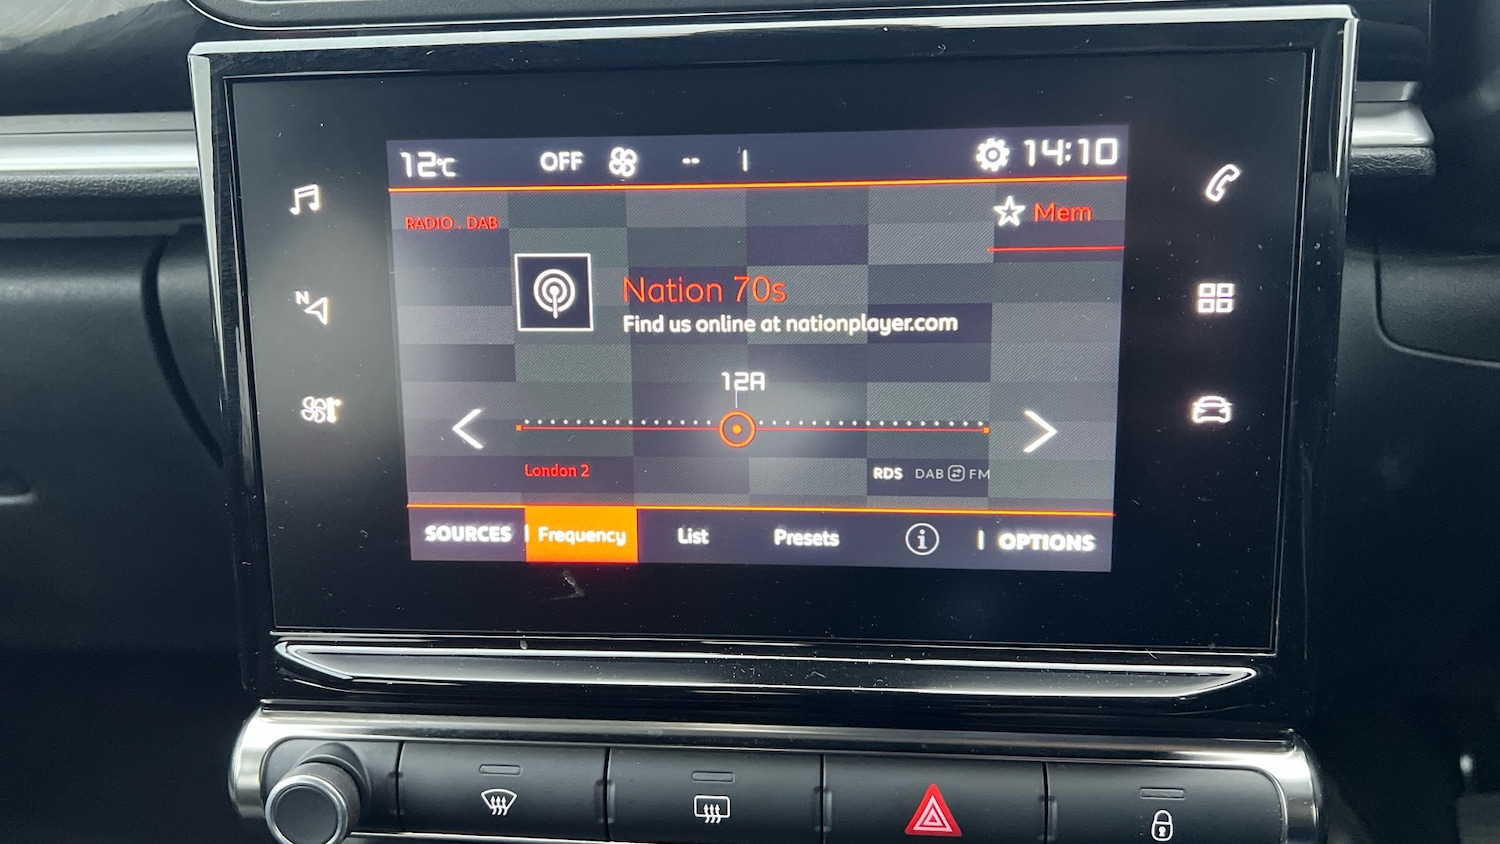 12°C OFF -- 14:10
RADIO . DAB
Mem
Nation 70s
Find us online at nationplayer.com
12A
London 2
RDS DAB FM
SOURCES Frequency List Presets i OPTIONS
N